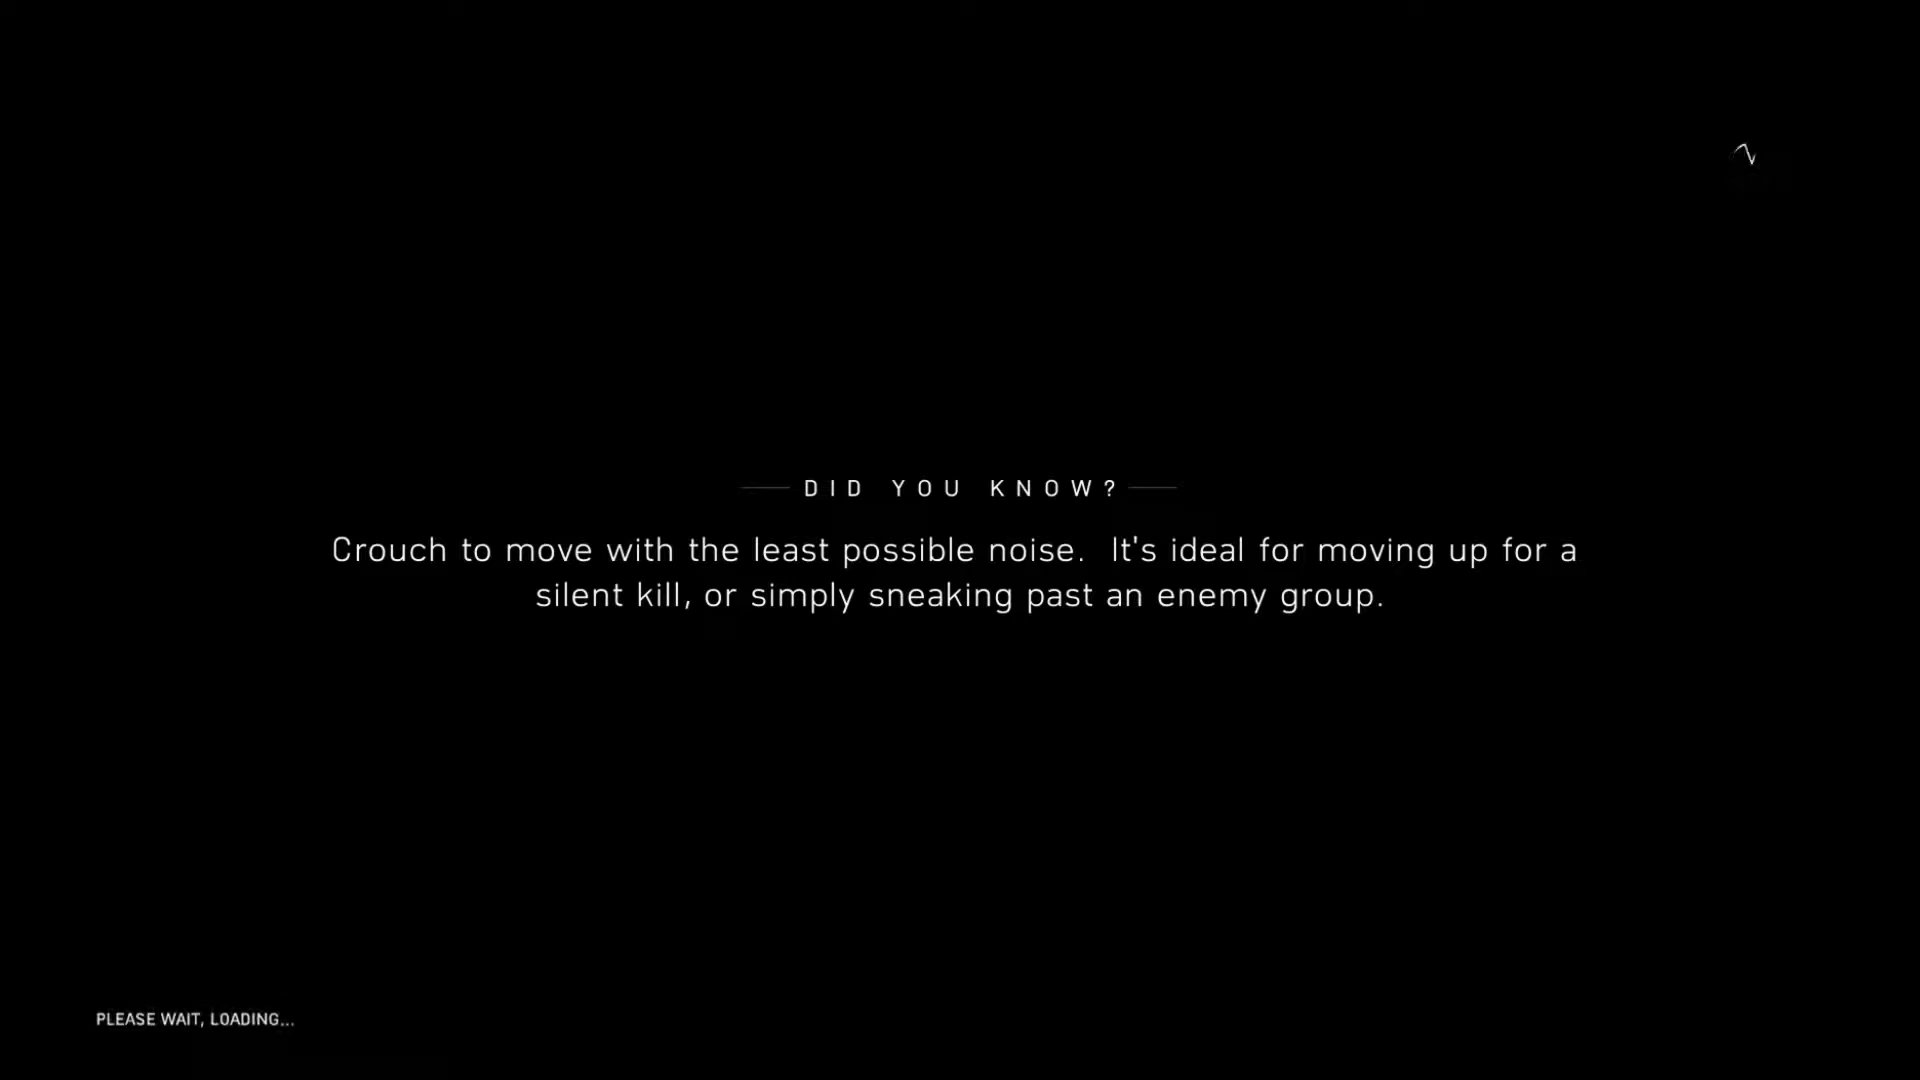 DID YOU KNOW?
Crouch to move with the least possible noise.  It's ideal for moving up for a
silent kill, or simply sneaking past an enemy group.
PLEASE WAIT, LOADING...